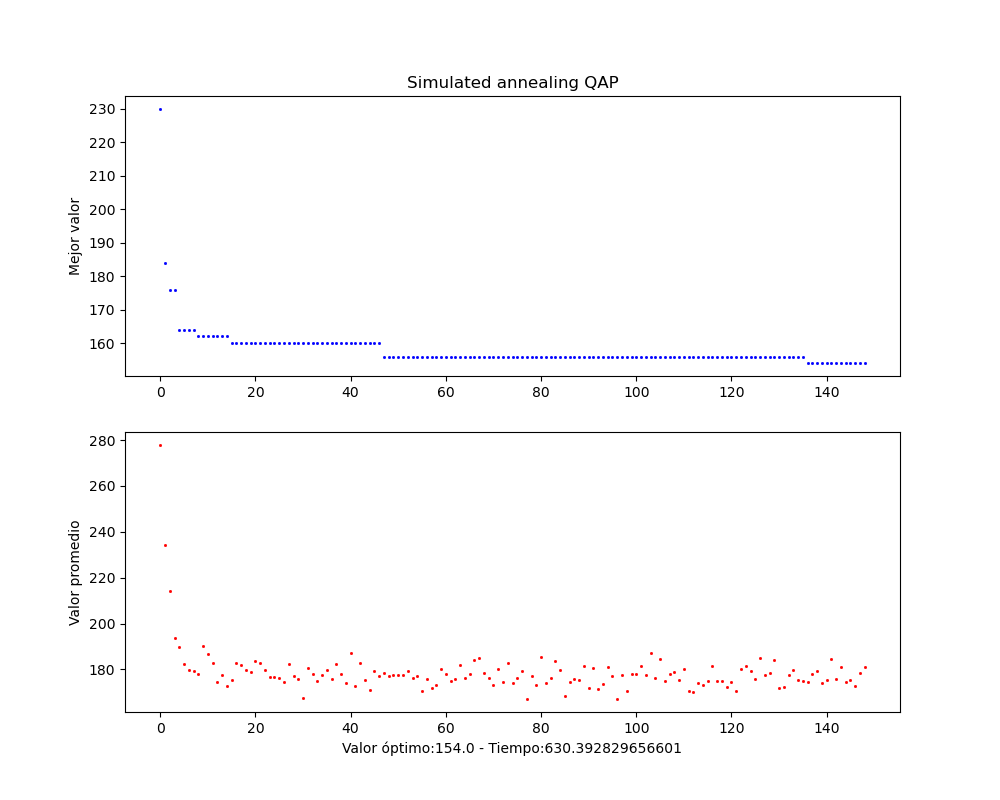 Simulated annealing QAP
Mejor valor
230
220
210
200
190
180
170
160
0 20 40 60 80 100 120 140
Valor promedio
280
260
240
220
200
180
0 20 40 60 80 100 120 140
Valor óptimo:154.0 - Tiempo:630.392829656601